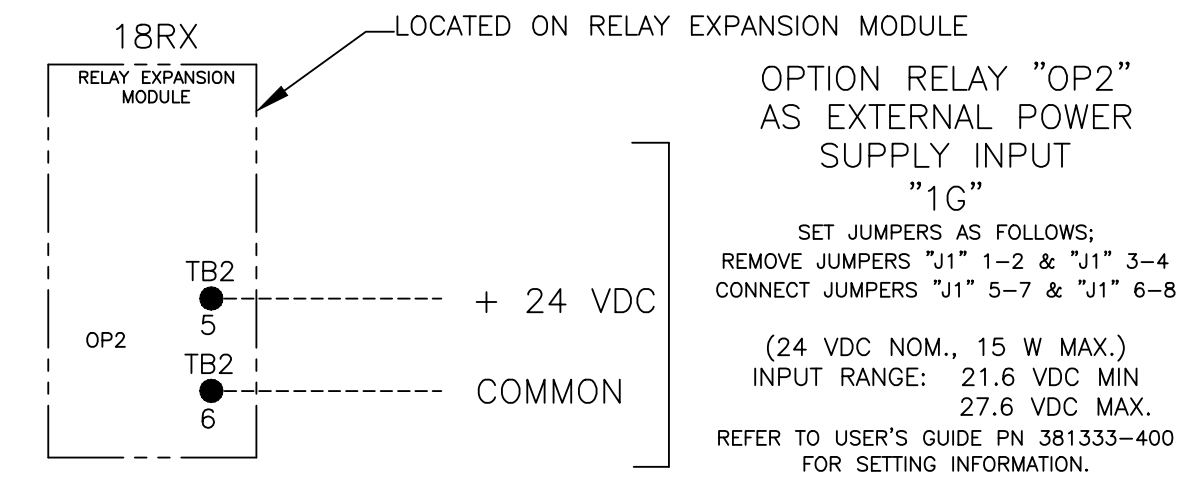 18RX
LOCATED ON RELAY EXPANSION MODULE
RELAY EXPANSION
MODULE
TB2
5
OP2
TB2
6
+ 24 VDC
COMMON
OPTION RELAY "OP2"
AS EXTERNAL POWER
SUPPLY INPUT
"1G"
SET JUMPERS AS FOLLOWS;
REMOVE JUMPERS "J1" 1-2 & "J1" 3-4
CONNECT JUMPERS "J1" 5-7 & "J1" 6-8
(24 VDC NOM., 15 W MAX.)
INPUT RANGE: 21.6 VDC MIN
27.6 VDC MAX.
REFER TO USER'S GUIDE PN 381333-400
FOR SETTING INFORMATION.